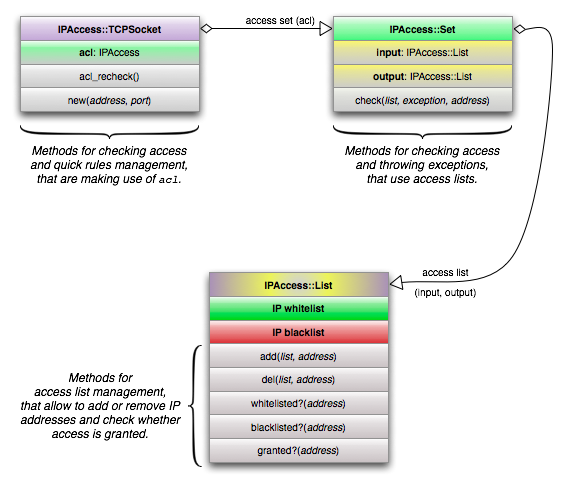 IPAccess::TCPSocket
acl: IPAccess
acl_recheck()
new(address, port)
Methods for checking access
and quick rules management,
that are making use of acl.
access set (acl)
IPAccess::Set
input: IPAccess::List
output: IPAccess::List
check(list, exception, address)
Methods for checking access
and throwing exceptions,
that use access lists.
access list
(input, output)
IPAccess::List
IP whitelist
IP blacklist
add(list, address)
del(list, address)
whitelisted?(address)
blacklisted?(address)
granted?(address)
Methods for
access list management,
that allow to add or remove IP
addresses and check whether
access is granted.